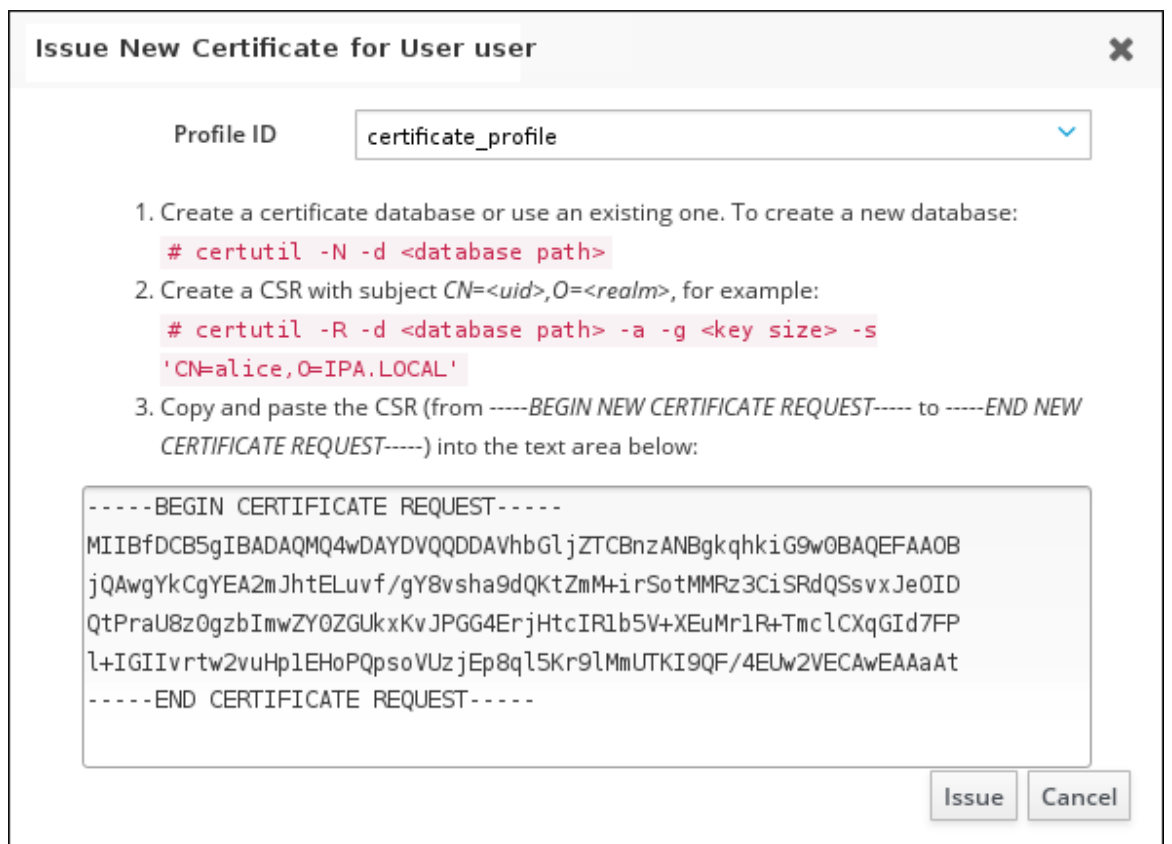 Issue New Certificate for User user
Profile ID
certificate_profile
1. Create a certificate database or use an existing one. To create a new database:
# certutil -N -d <database path>
2. Create a CSR with subject CN=<uid>,O=<realm>, for example:
# certutil -R -d <database path> -a -g <key size> -s
'CN=alice,O=IPA.LOCAL'
3. Copy and paste the CSR (from -----BEGIN NEW CERTIFICATE REQUEST----- to -----END NEW
CERTIFICATE REQUEST-----) into the text area below:
-----BEGIN CERTIFICATE REQUEST-----
MIIBfDCB5gIBADAQMQ4wDAYDVQQDDAVhbGljZTCBnzANBgkqhkiG9w0BAQEFAAOB
jQAwgYkCgYEA2mJhtELuvf/gY8vsha9dQKtZmM+irSotMMRz3CiSRdQSsvxJeOID
QtPraU8z0gzbImwZY0ZGUkxKvJPGG4ErjHtcIR1b5V+XEuMr1R+TmclCXqGId7FP
l+IGIIvrtw2vuHp1EHoPQpsoVUzjEp8ql5Kr9lMmUTKI9QF/4EUw2VECAwEAAaAt
-----END CERTIFICATE REQUEST-----
Issue
Cancel